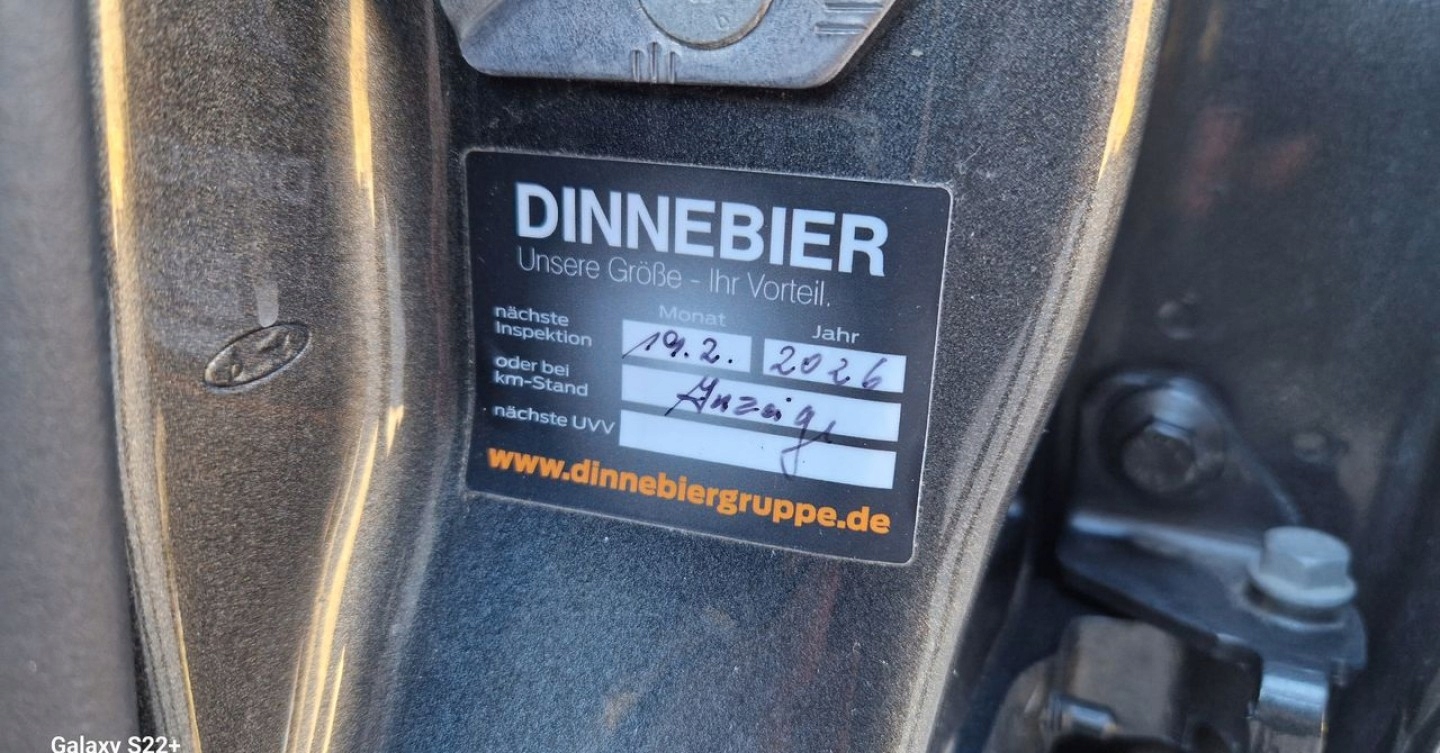 DINNEBIER
Unsere Größe - Ihr Vorteil.
Monat Jahr
nächste Inspektion 19.2. 2026
oder bei km-Stand Anzeige
nächste UVV
www.dinnebiergruppe.de
Galaxy S22+